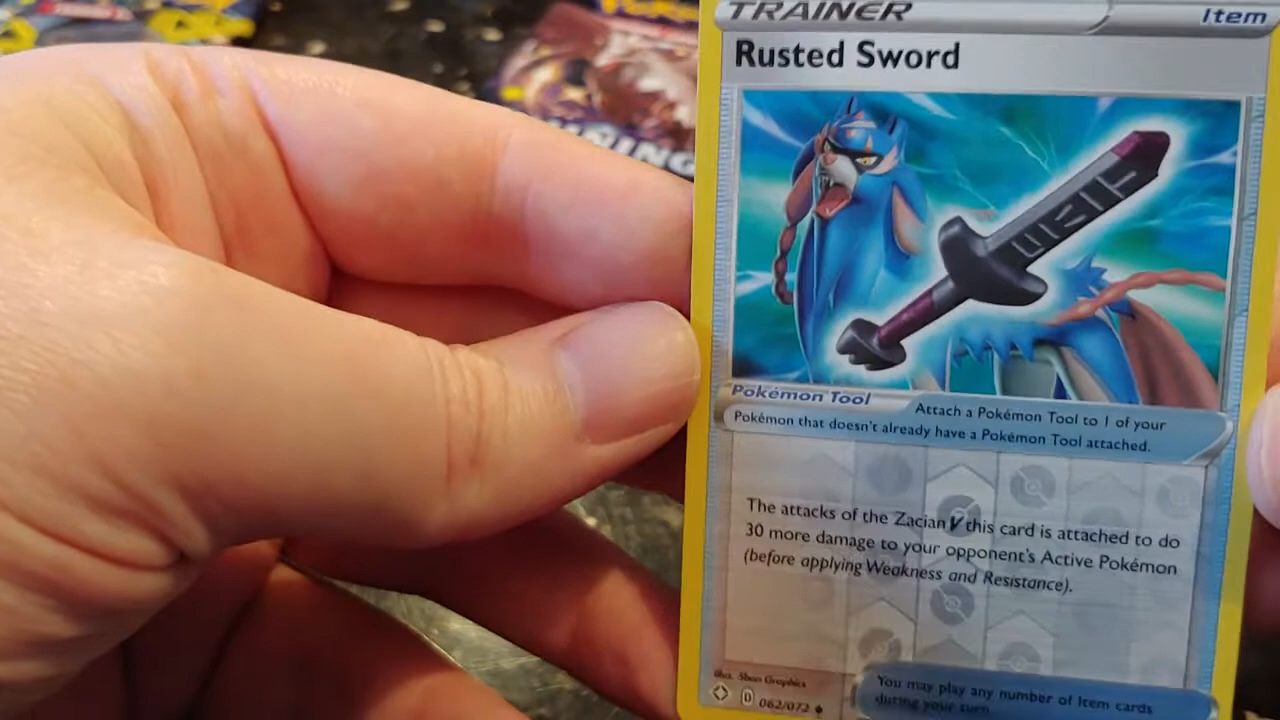 TRAINER
Item
Rusted Sword
Pokémon Tool
Attach a Pokémon Tool to 1 of your
Pokémon that doesn't already have a Pokémon Tool attached.
The attacks of the Zacian V this card is attached to do
30 more damage to your opponent's Active Pokémon
(before applying Weakness and Resistance).
Illus. Sban Graphics
D 062/072
You may play any number of Item cards
during your turn.